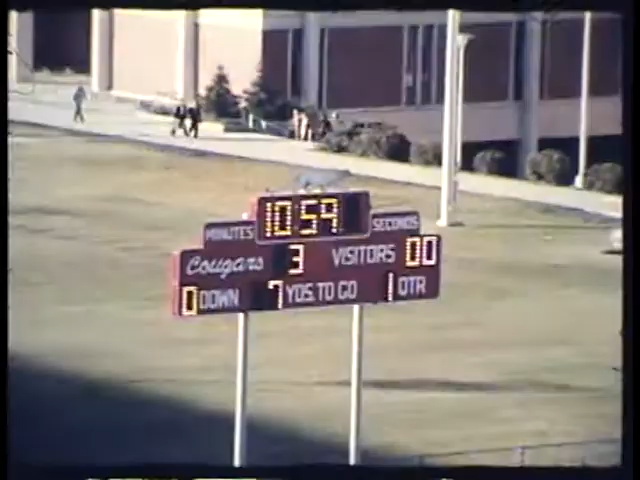 10:59
MINUTES SECONDS
Cougars 3 VISITORS 00
0 DOWN 7 YDS. TO GO 1 QTR